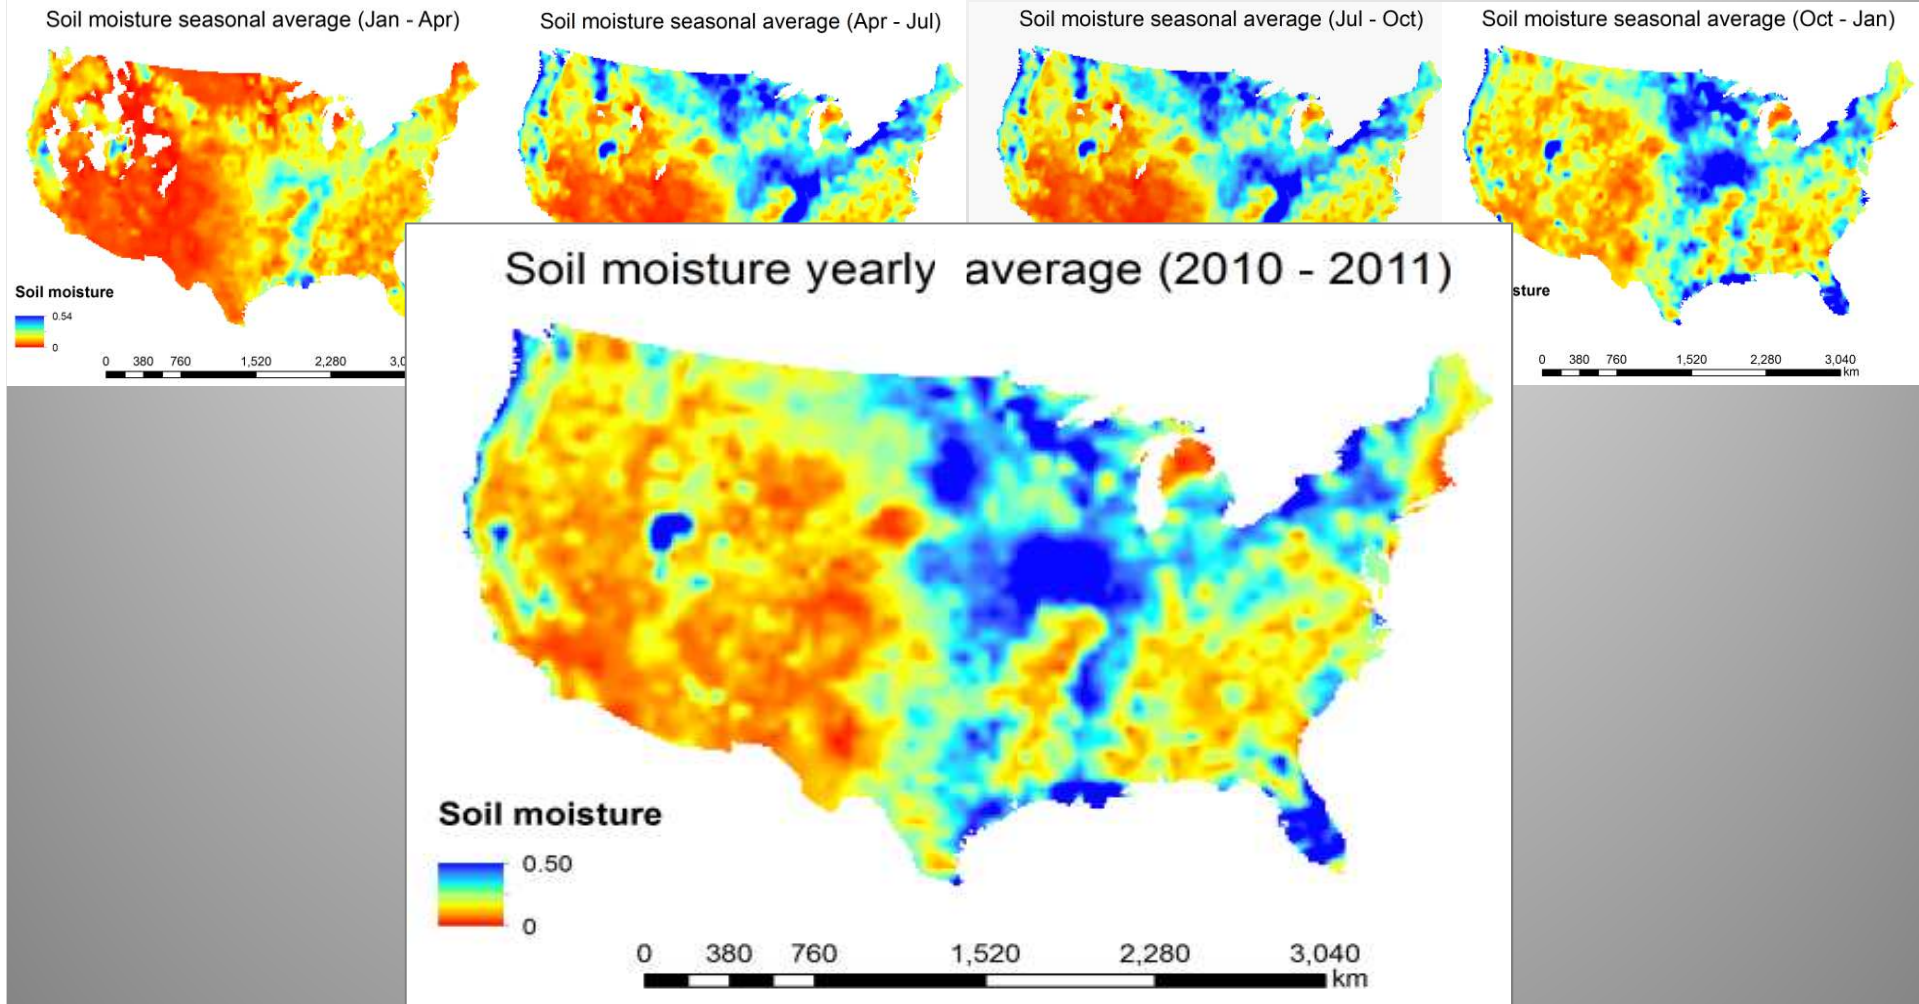 Soil moisture seasonal average (Jan - Apr)
Soil moisture seasonal average (Apr - Jul)
Soil moisture seasonal average (Jul - Oct)
Soil moisture seasonal average (Oct - Jan)
Soil moisture
0.54
0
0 380 760 1,520 2,280 3,0
sture
0 380 760 1,520 2,280 3,040
km
Soil moisture yearly average (2010 - 2011)
Soil moisture
0.50
0
0 380 760 1,520 2,280 3,040
km